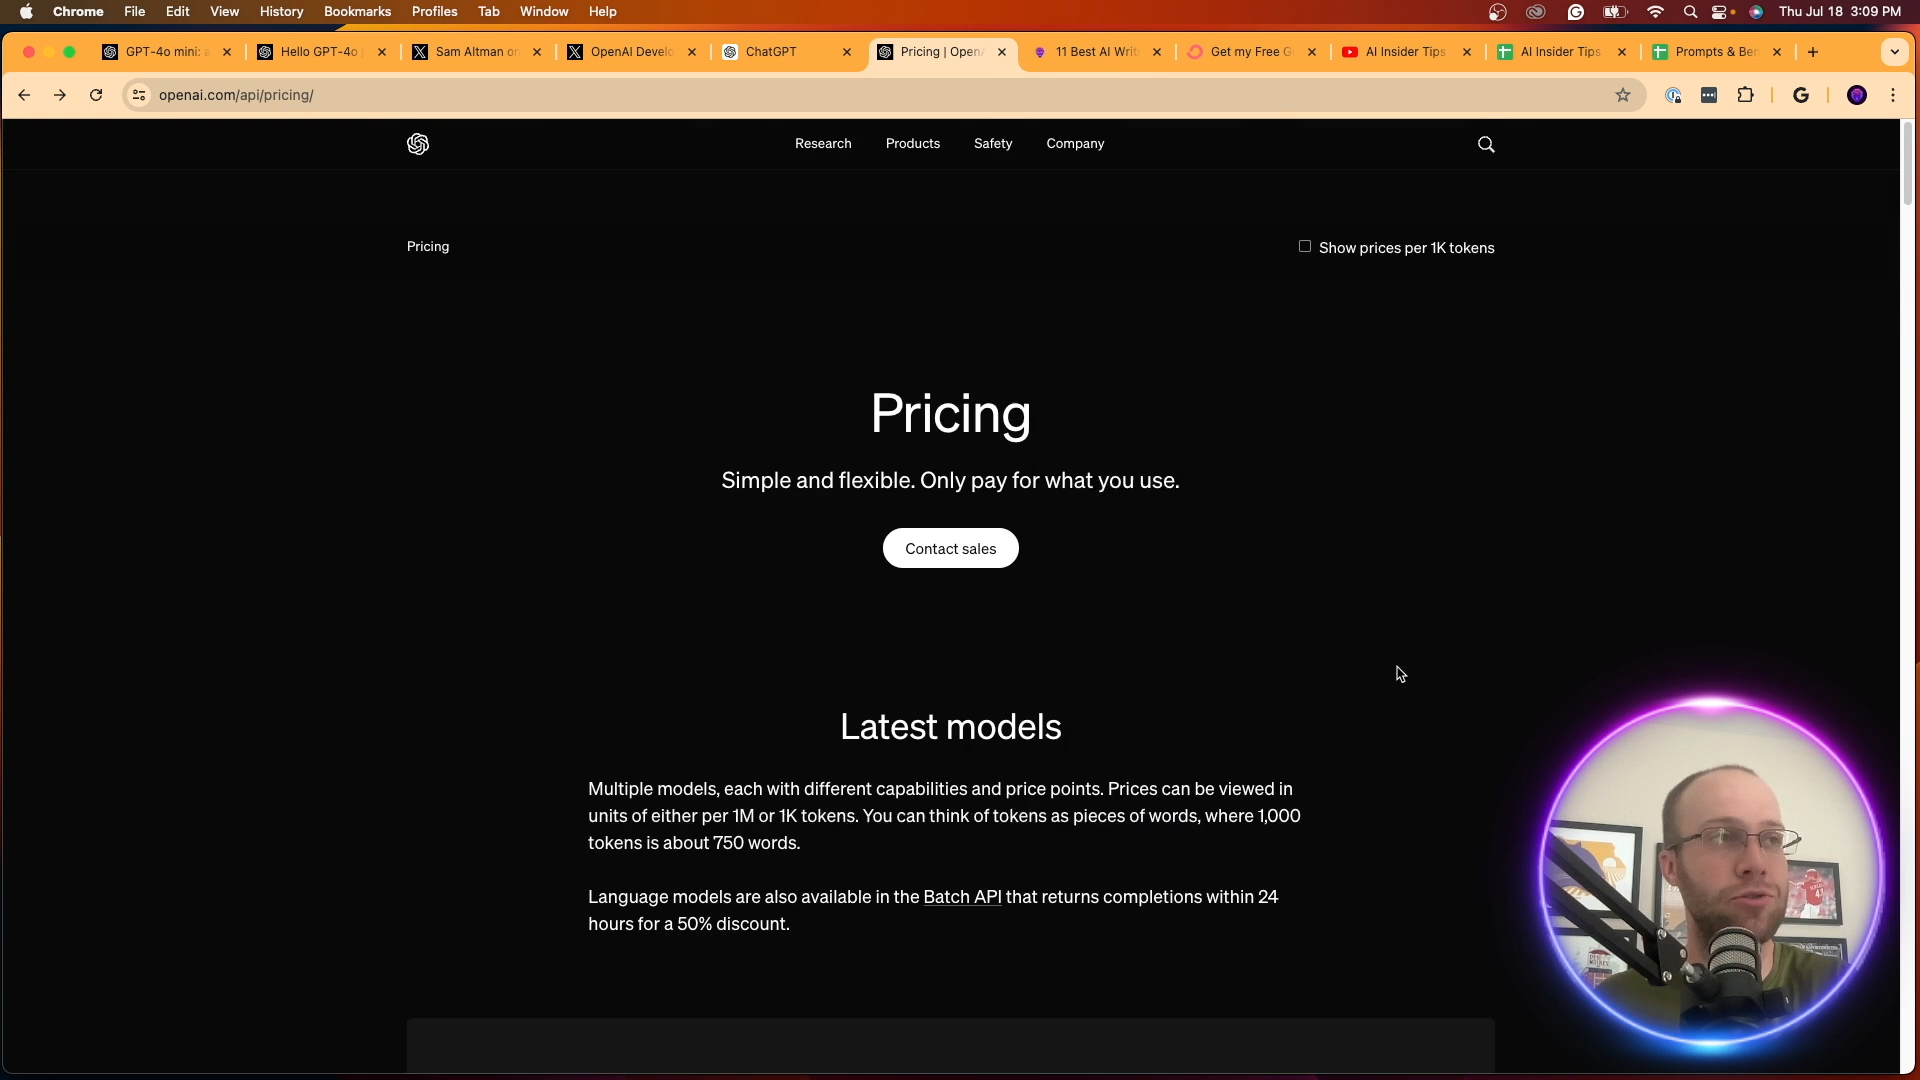 Chrome File Edit View History Bookmarks Profiles Tab Window Help Thu Jul 18 3:09 PM
GPT-4o mini: Hello GPT-4o Sam Altman on OpenAI Develo ChatGPT Pricing | OpenA 11 Best AI Writ Get my Free G AI Insider Tips AI Insider Tips Prompts & Ben
openai.com/api/pricing/
Research Products Safety Company
Pricing Show prices per 1K tokens
Pricing
Simple and flexible. Only pay for what you use.
Contact sales
Latest models
Multiple models, each with different capabilities and price points. Prices can be viewed in
units of either per 1M or 1K tokens. You can think of tokens as pieces of words, where 1,000
tokens is about 750 words.
Language models are also available in the Batch API that returns completions within 24
hours for a 50% discount.